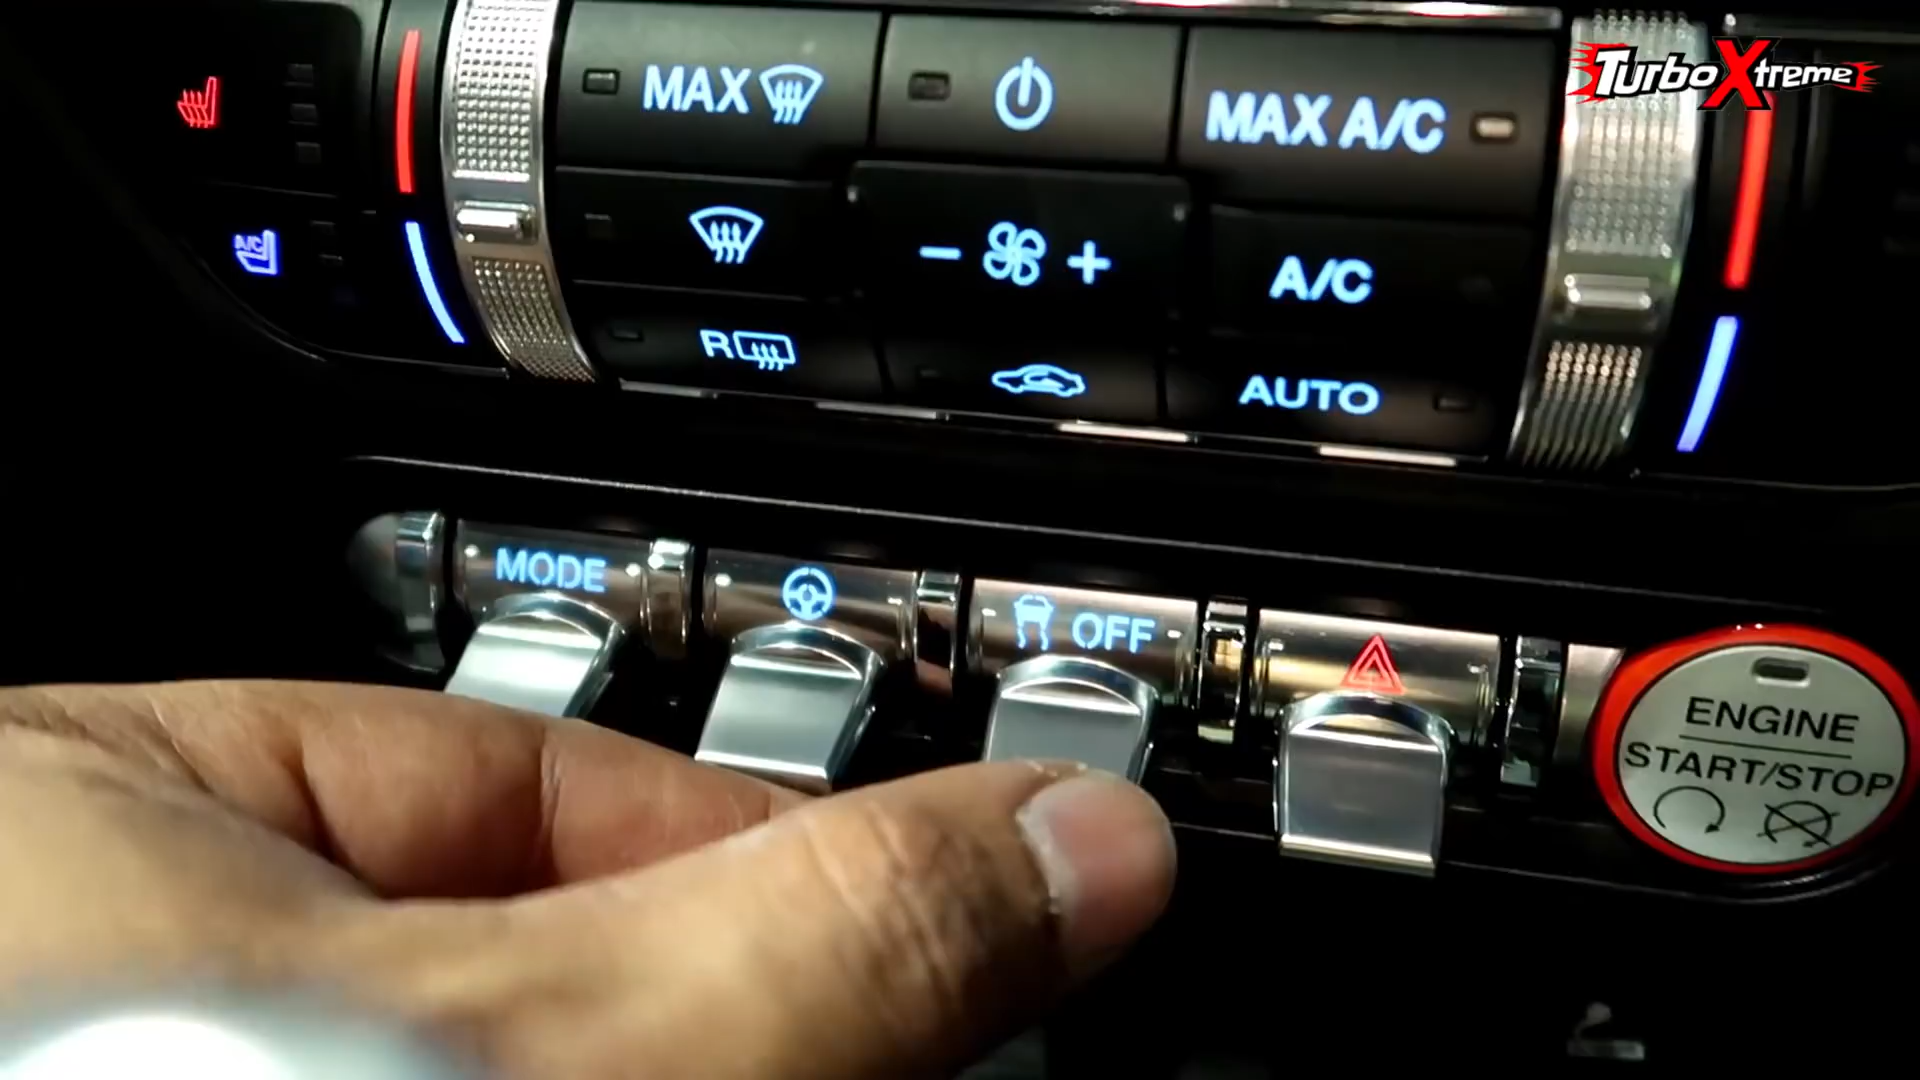 TurboXtreme
MAX
MAX A/C
A/C
A/C
R
AUTO
MODE
OFF
ENGINE
START/STOP